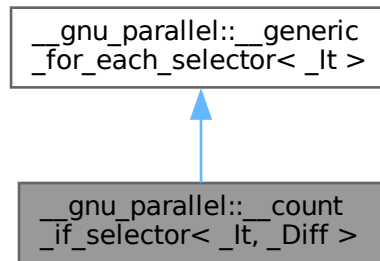 __gnu_parallel::__generic
_for_each_selector< _It >
__gnu_parallel::__count
_if_selector< _It, _Diff >